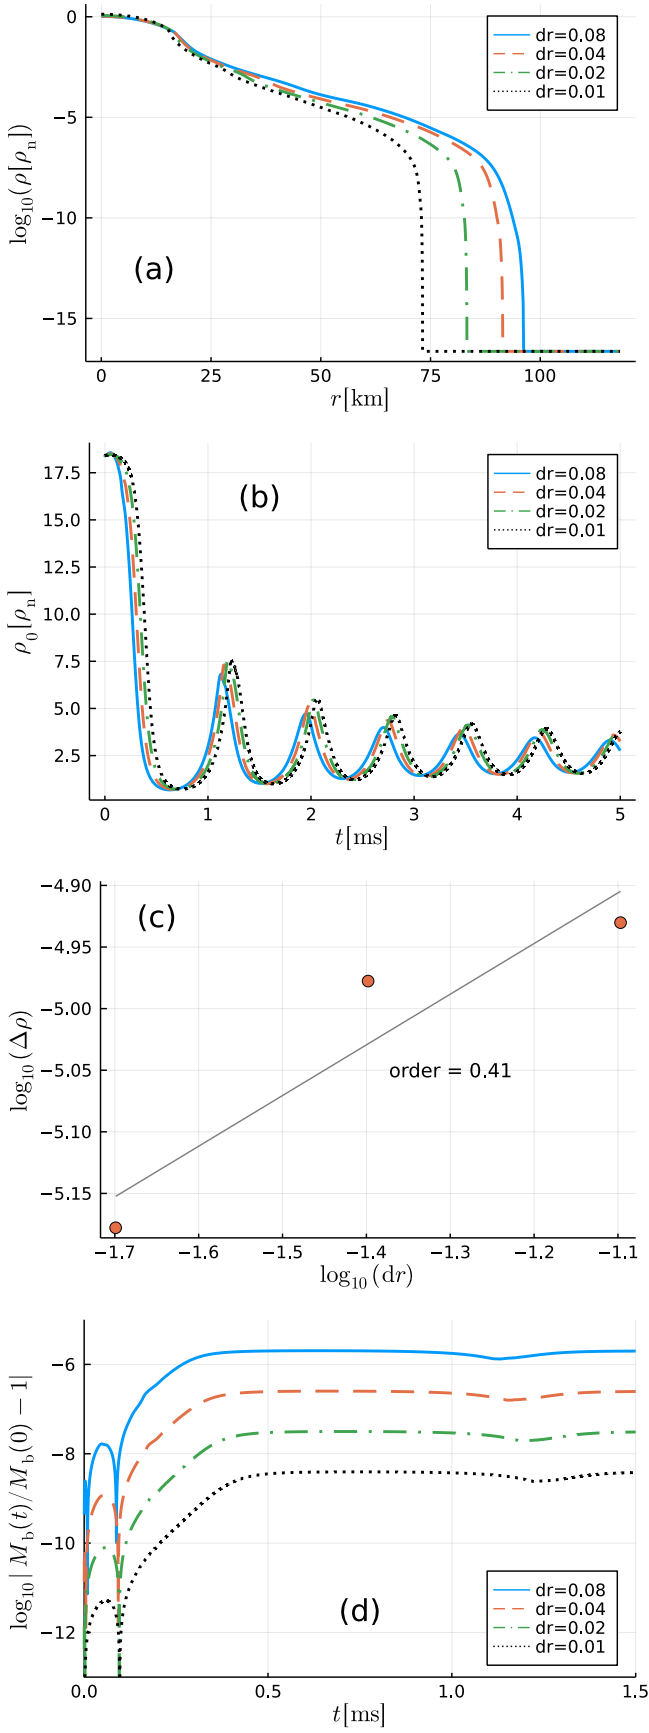 0
−5
−10
−15
log₁₀(ρ[ρₙ])
dr=0.08
dr=0.04
dr=0.02
dr=0.01
(a)
0 25 50 75 100
r[km]
17.5
15.0
12.5
10.0
7.5
5.0
2.5
ρ₀[ρₙ]
dr=0.08
dr=0.04
dr=0.02
dr=0.01
(b)
0 1 2 3 4 5
t[ms]
−4.90
−4.95
−5.00
−5.05
−5.10
−5.15
log₁₀(Δρ)
(c)
order = 0.41
−1.7 −1.6 −1.5 −1.4 −1.3 −1.2 −1.1
log₁₀(dr)
−6
−8
−10
−12
log₁₀|M_b(t)/M_b(0) − 1|
dr=0.08
dr=0.04
dr=0.02
dr=0.01
(d)
0.0 0.5 1.0 1.5
t[ms]